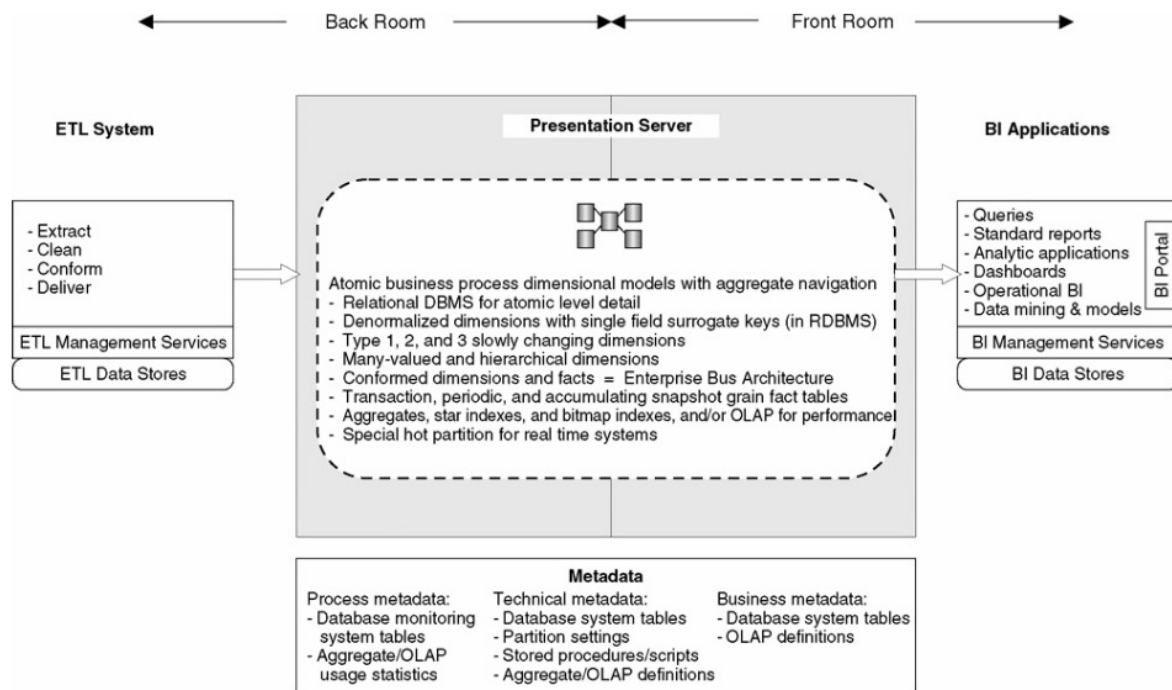 Back Room
Front Room
ETL System
Presentation Server
BI Applications
- Extract
- Clean
- Conform
- Deliver
ETL Management Services
ETL Data Stores
Atomic business process dimensional models with aggregate navigation
- Relational DBMS for atomic level detail
- Denormalized dimensions with single field surrogate keys (in RDBMS)
- Type 1, 2, and 3 slowly changing dimensions
- Many-valued and hierarchical dimensions
- Conformed dimensions and facts = Enterprise Bus Architecture
- Transaction, periodic, and accumulating snapshot grain fact tables
- Aggregates, star indexes, and bitmap indexes, and/or OLAP for performance
- Special hot partition for real time systems
- Queries
- Standard reports
- Analytic applications
- Dashboards
- Operational BI
- Data mining & models
BI Portal
BI Management Services
BI Data Stores
Metadata
Process metadata:
- Database monitoring
system tables
- Aggregate/OLAP
usage statistics
Technical metadata:
- Database system tables
- Partition settings
- Stored procedures/scripts
- Aggregate/OLAP definitions
Business metadata:
- Database system tables
- OLAP definitions